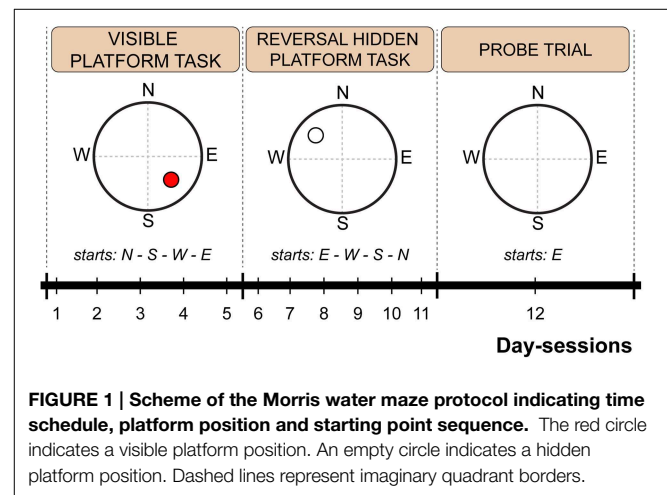 VISIBLE
PLATFORM TASK
REVERSAL HIDDEN
PLATFORM TASK
PROBE TRIAL
N
W E
S
N
W E
S
N
W E
S
starts: N - S - W - E
starts: E - W - S - N
starts: E
1 2 3 4 5 6 7 8 9 10 11 12
Day-sessions
FIGURE 1 | Scheme of the Morris water maze protocol indicating time
schedule, platform position and starting point sequence. The red circle
indicates a visible platform position. An empty circle indicates a hidden
platform position. Dashed lines represent imaginary quadrant borders.